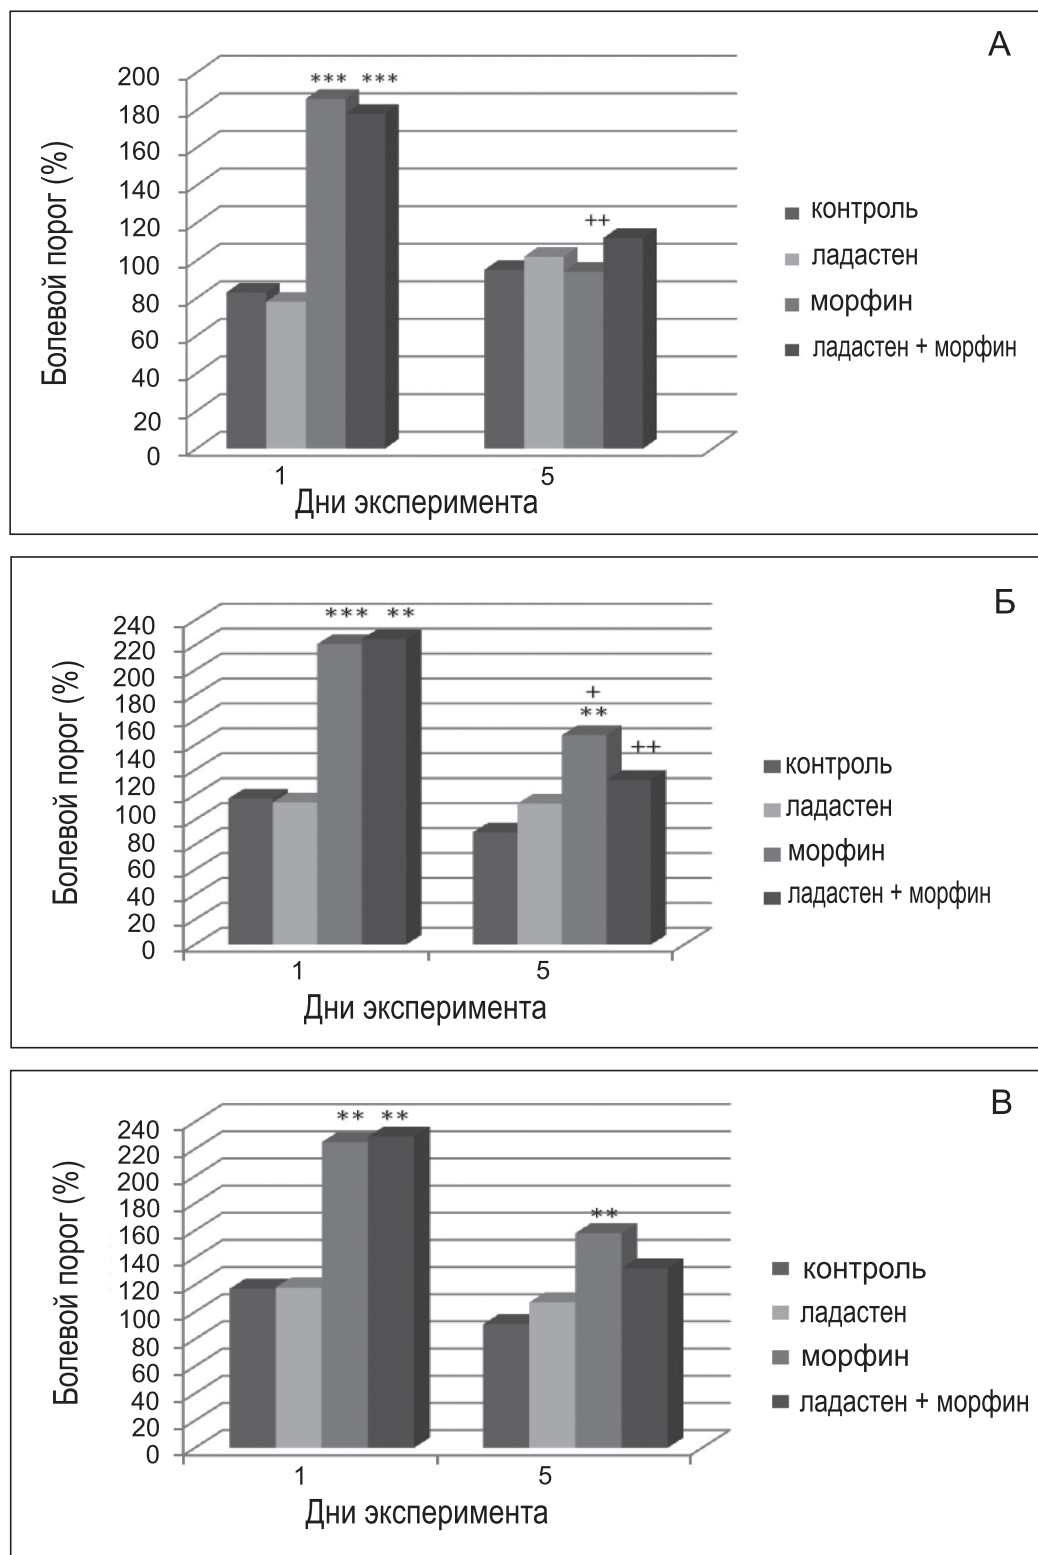 А
Болевой порог (%)
200
180
160
140
120
100
80
60
40
20
0
*** ***
++
1
5
Дни эксперимента
контроль
ладастен
морфин
ладастен + морфин
Б
Болевой порог (%)
240
220
200
180
160
140
120
100
80
60
40
20
0
*** **
+
**
++
1
5
Дни эксперимента
контроль
ладастен
морфин
ладастен + морфин
В
Болевой порог (%)
240
220
200
180
160
140
120
100
80
60
40
20
0
** **
**
1
5
Дни эксперимента
контроль
ладастен
морфин
ладастен + морфин